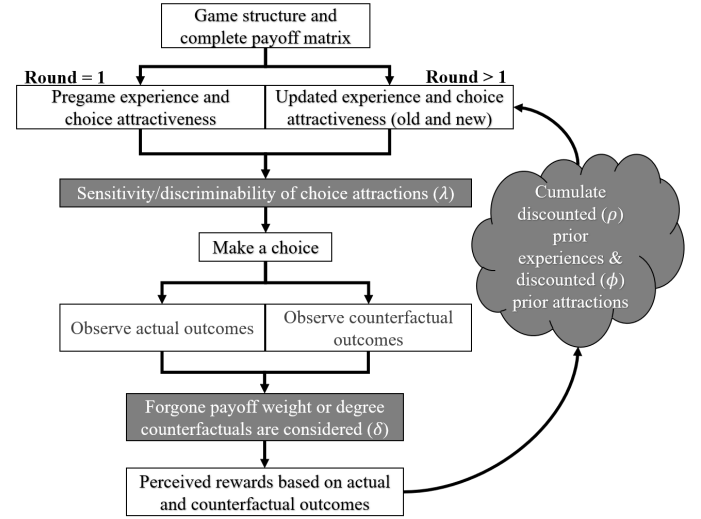 Game structure and
complete payoff matrix
Round = 1
Round > 1
Pregame experience and
choice attractiveness
Updated experience and choice
attractiveness (old and new)
Sensitivity/discriminability of choice attractions (λ)
Make a choice
Observe actual outcomes
Observe counterfactual
outcomes
Forgone payoff weight or degree
counterfactuals are considered (δ)
Perceived rewards based on actual
and counterfactual outcomes
Cumulate
discounted (ρ)
prior
experiences &
discounted (ϕ)
prior attractions